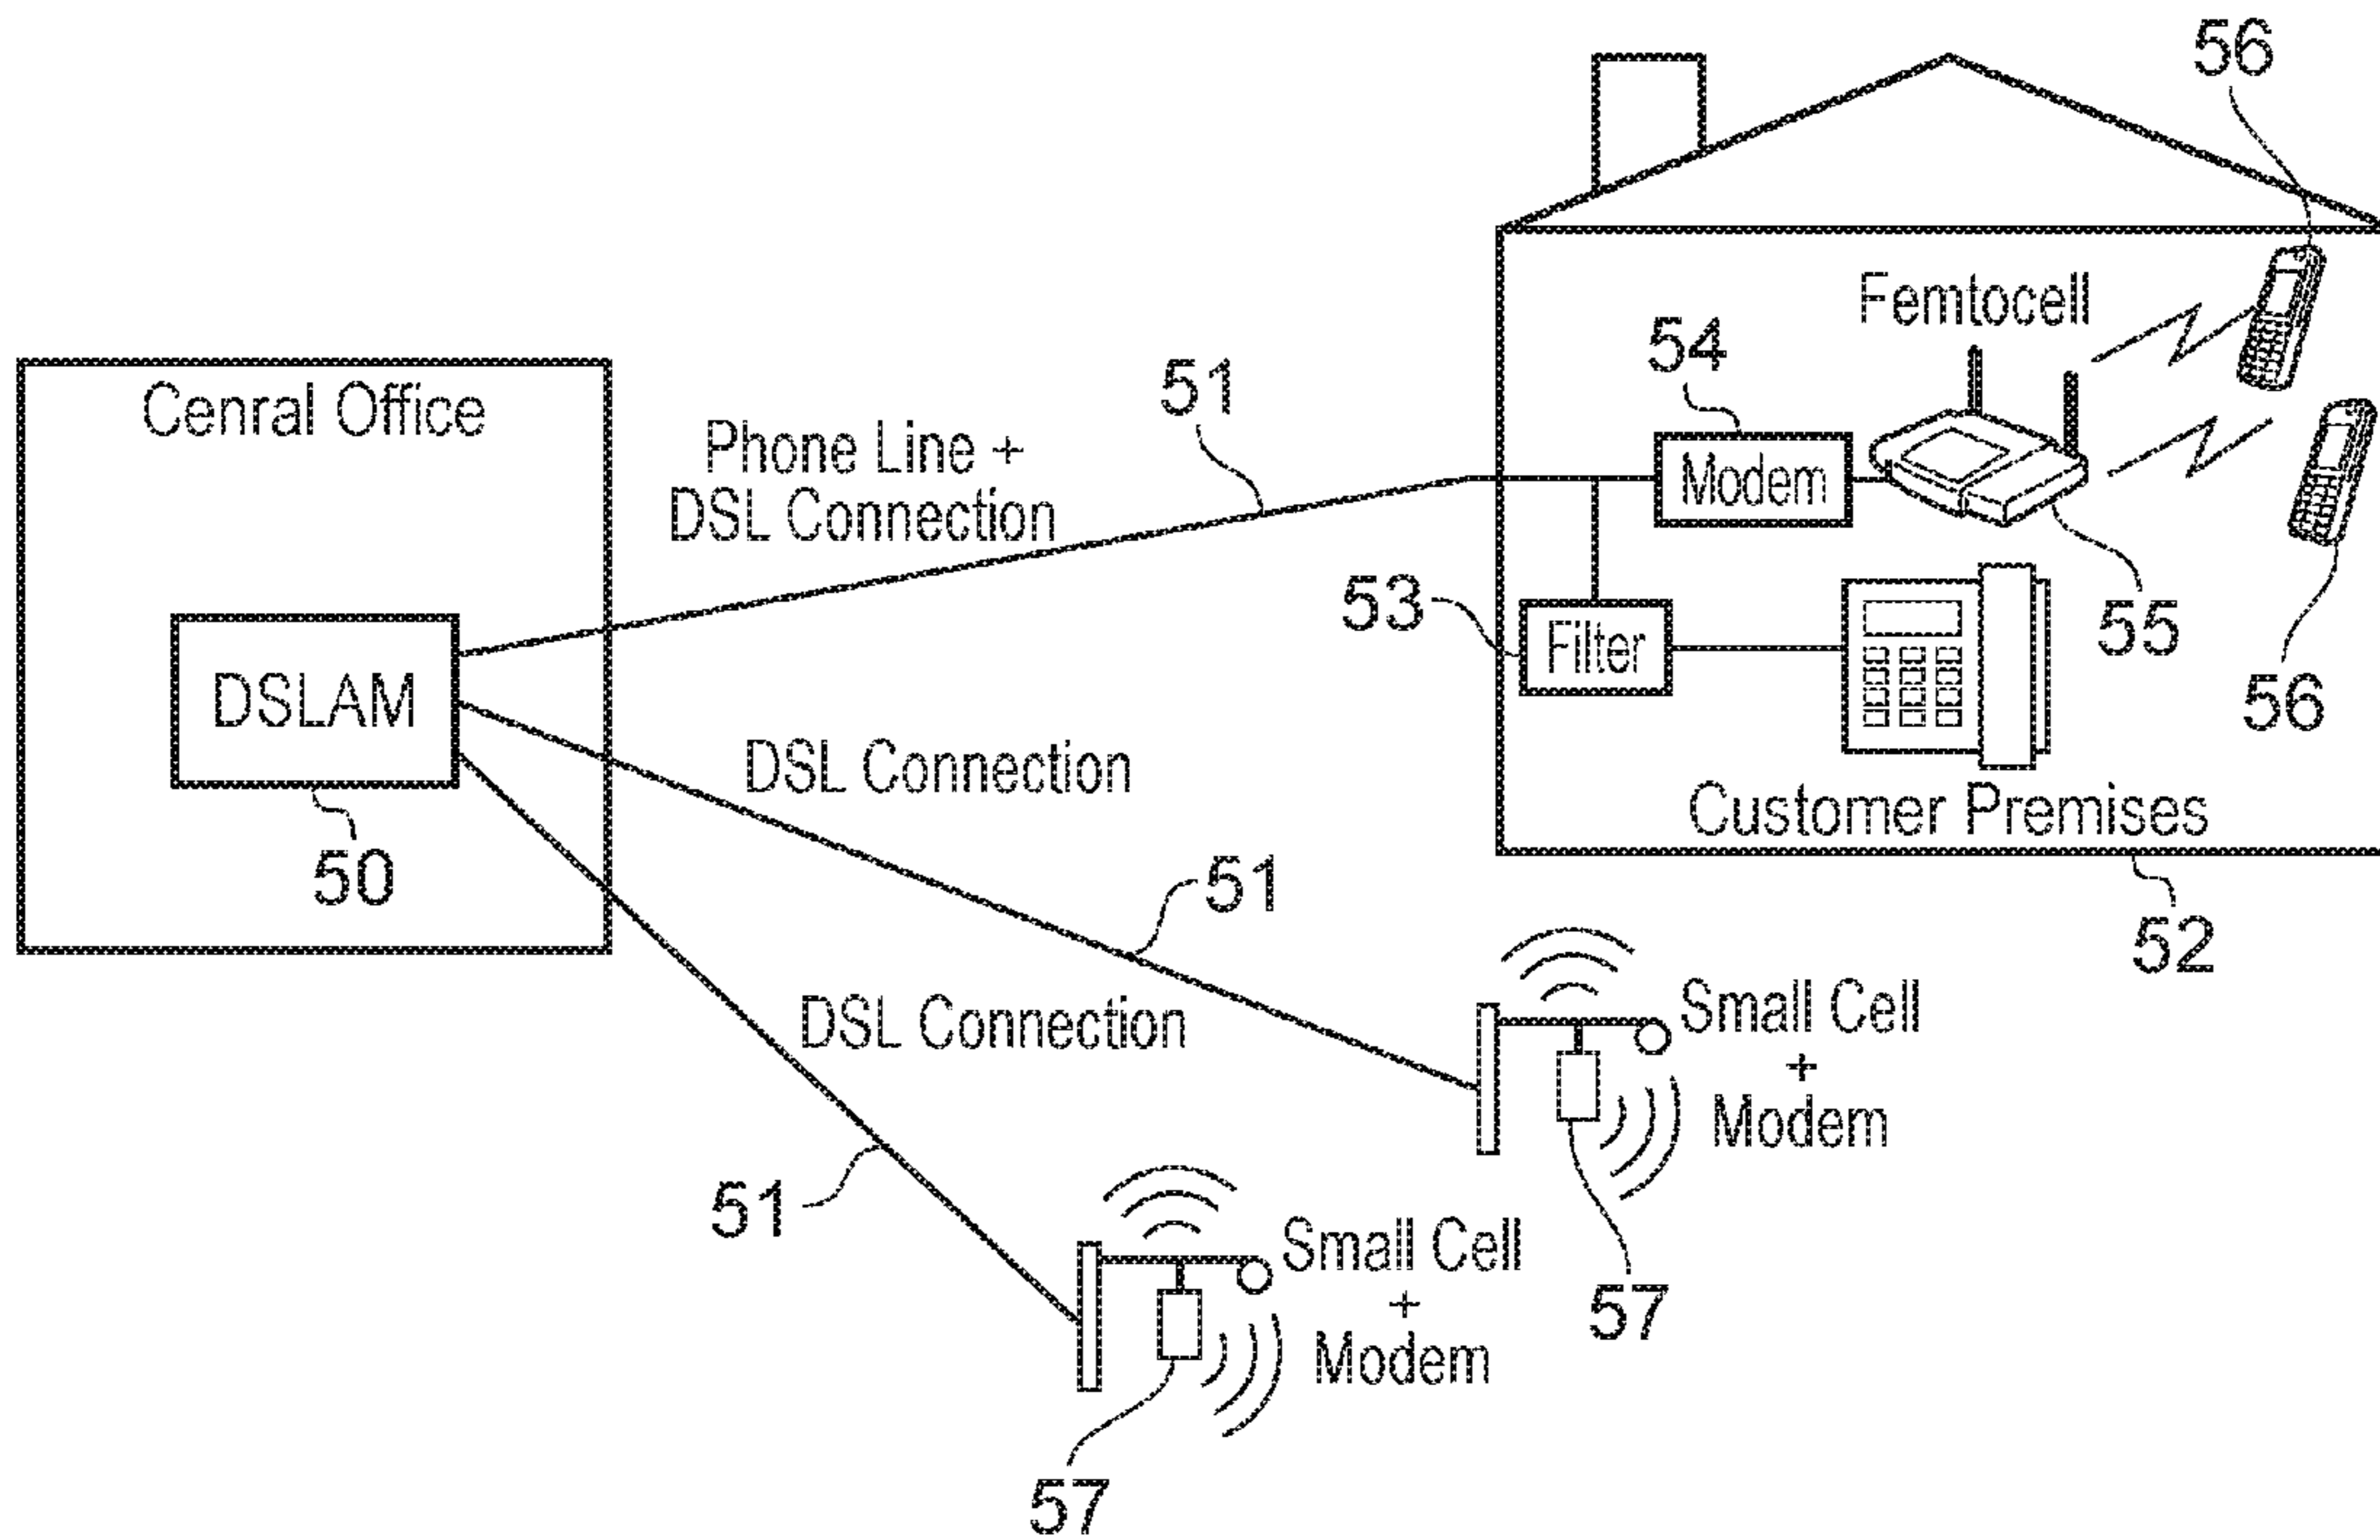 56
Femtocell
54
51
Cenral Office
Phone Line +
DSL Connection
Modem
53
Filter
55
DSLAM
56
DSL Connection
Customer Premises
50
51
52
DSL Connection
Small Cell
+
Modem
51
Small Cell
+
Modem
57
57